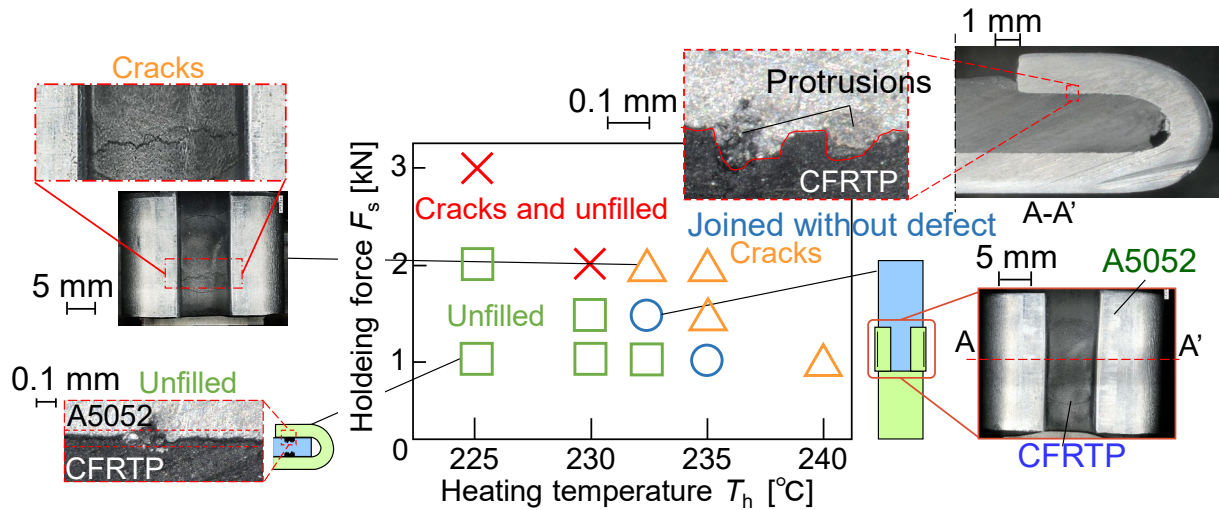 Cracks
5 mm
0.1 mm
Unfilled
A5052
CFRTP
Holdeing force Fs [kN]
3
2
1
0
225
230
235
240
Heating temperature Th [°C]
Cracks and unfilled
Unfilled
Joined without defect
Cracks
0.1 mm
Protrusions
CFRTP
1 mm
A-A’
5 mm
A5052
A
A’
CFRTP